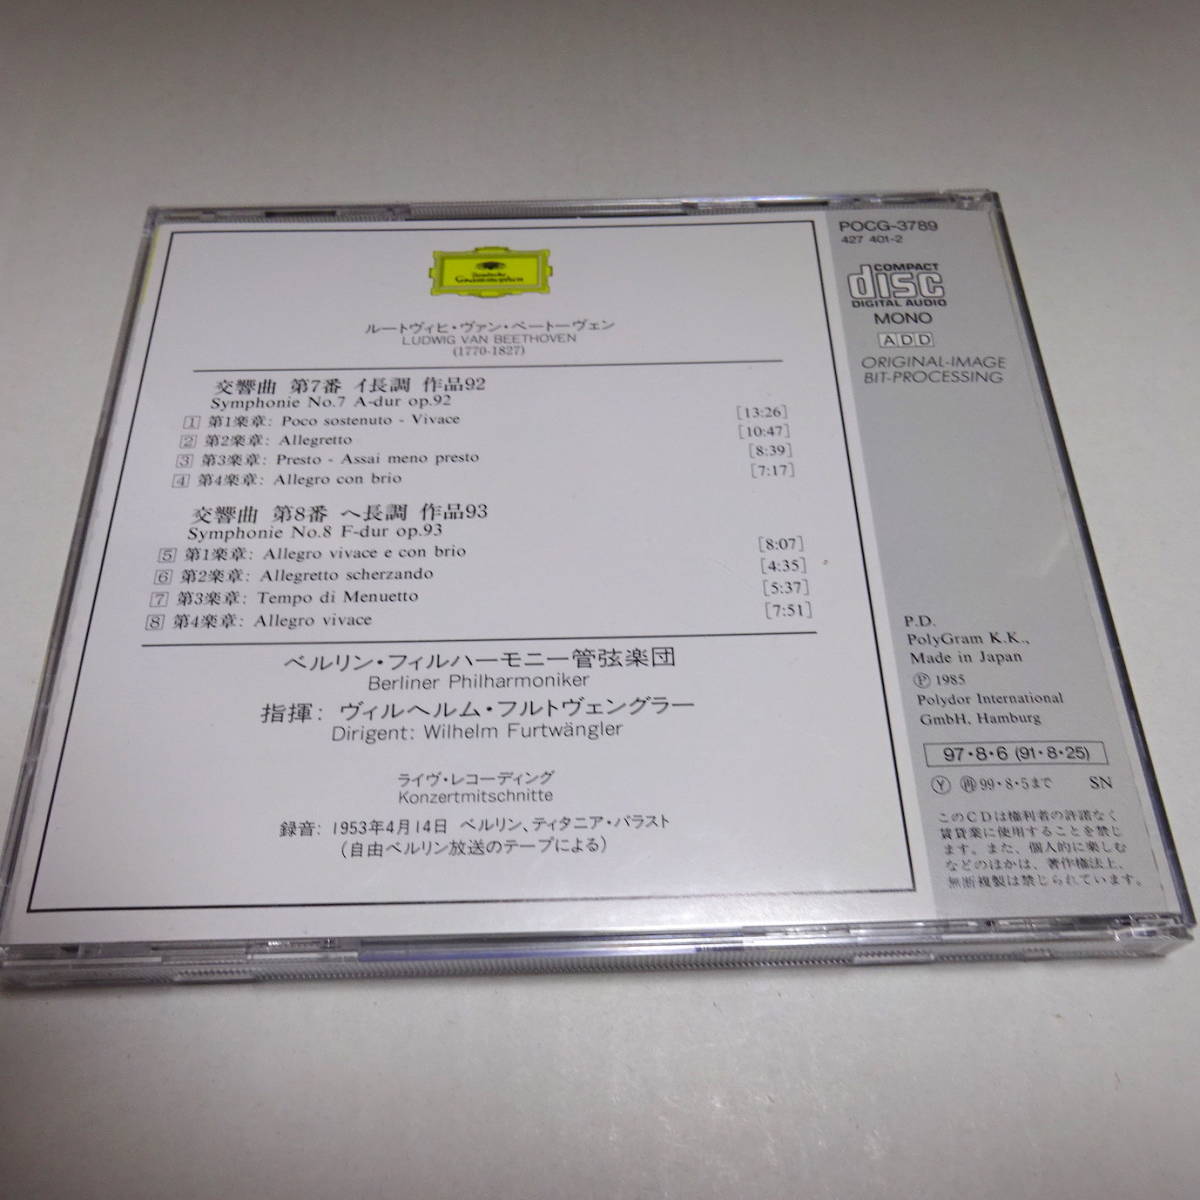 Deutsche
Grammophon
ルートヴィヒ・ヴァン・ベートーヴェン
LUDWIG VAN BEETHOVEN
(1770-1827)
交響曲 第7番 イ長調 作品92
Symphonie No.7 A-dur op.92
1 第1楽章: Poco sostenuto - Vivace [13:26]
2 第2楽章: Allegretto [10:47]
3 第3楽章: Presto - Assai meno presto [8:39]
4 第4楽章: Allegro con brio [7:17]
交響曲 第8番 ヘ長調 作品93
Symphonie No.8 F-dur op.93
5 第1楽章: Allegro vivace e con brio [8:07]
6 第2楽章: Allegretto scherzando [4:35]
7 第3楽章: Tempo di Menuetto [5:37]
8 第4楽章: Allegro vivace [7:51]
ベルリン・フィルハーモニー管弦楽団
Berliner Philharmoniker
指揮: ヴィルヘルム・フルトヴェングラー
Dirigent: Wilhelm Furtwängler
ライヴ・レコーディング
Konzertmitschnitte
録音: 1953年4月14日 ベルリン、ティタニア・パラスト
(自由ベルリン放送のテープによる)
POCG-3789
427 401-2
COMPACT
disc
DIGITAL AUDIO
MONO
ADD
ORIGINAL-IMAGE
BIT-PROCESSING
P.D.
PolyGram K.K.,
Made in Japan
Ⓟ 1985
Polydor International
GmbH, Hamburg
97・8・6 (91・8・25)
Ⓨ ㊢99・8・5まで SN
このCDは権利者の許諾なく
賃貸業に使用することを禁じ
ます。また、個人的に楽しむ
などのほかは、著作権法上、
無断複製は禁じられています。